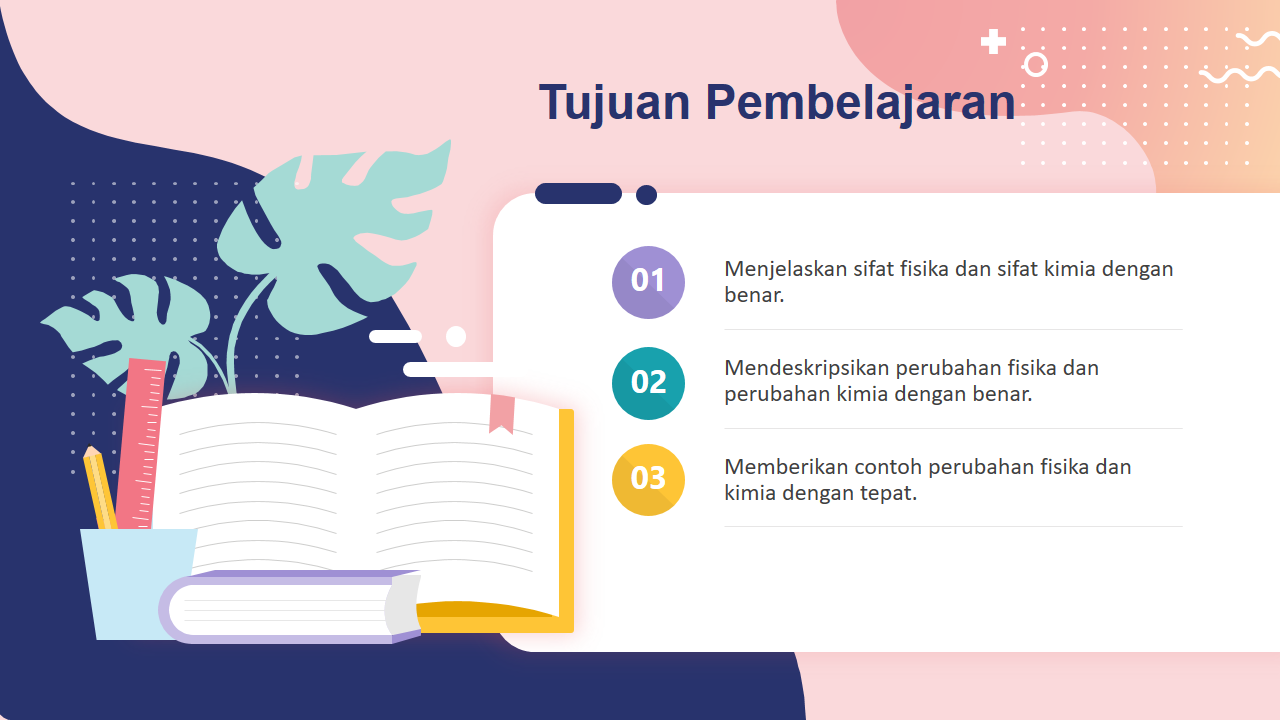 Tujuan Pembelajaran
01
Menjelaskan sifat fisika dan sifat kimia dengan
benar.
02
Mendeskripsikan perubahan fisika dan
perubahan kimia dengan benar.
03
Memberikan contoh perubahan fisika dan
kimia dengan tepat.